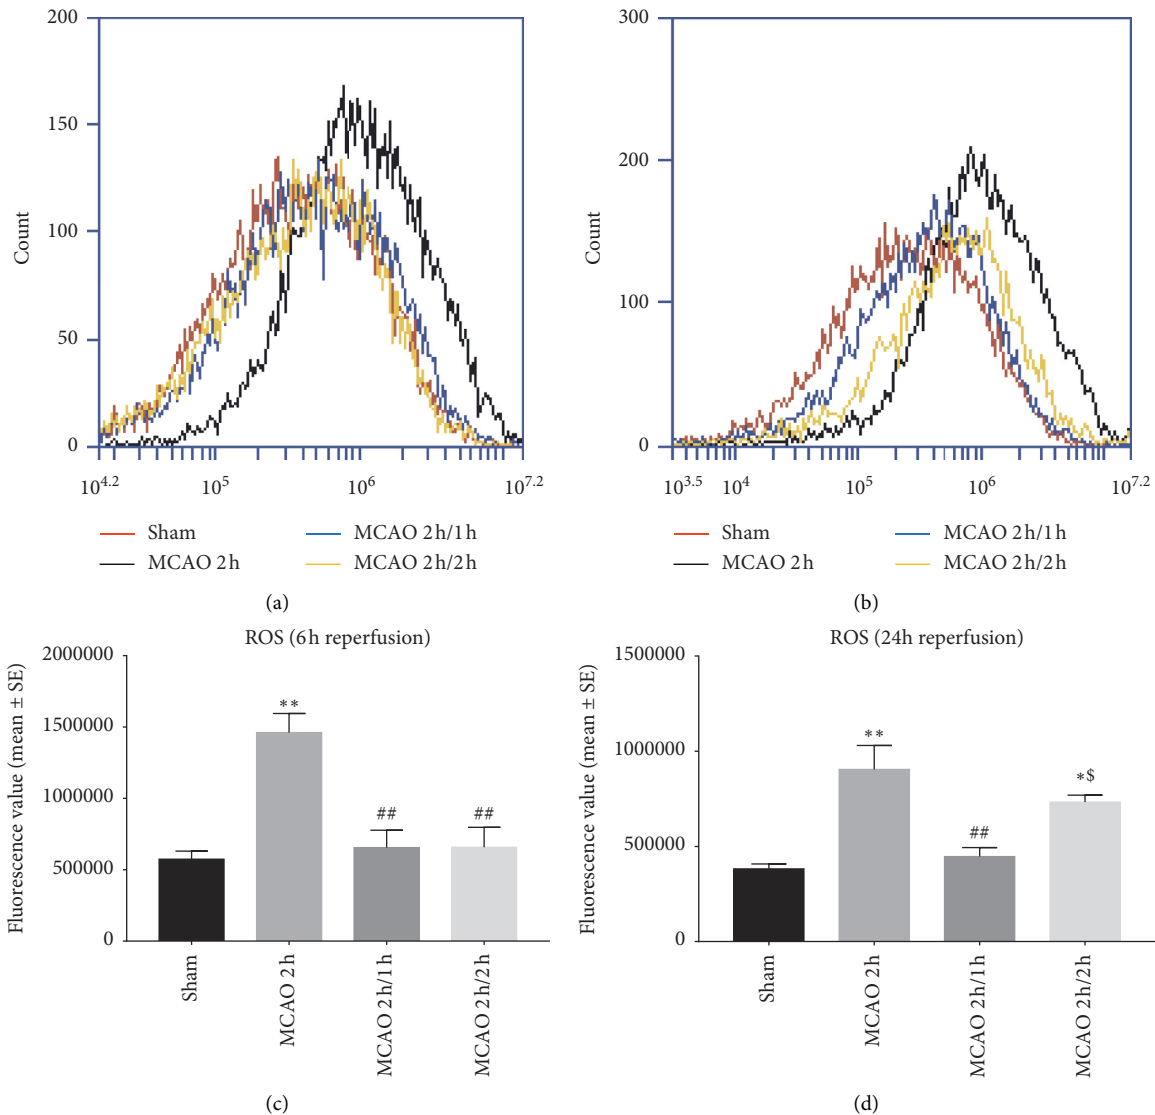 200
150
100
50
0
Count
10^4.2 10^5 10^6 10^7.2
Sham
MCAO 2h
MCAO 2h/1h
MCAO 2h/2h
(a)
300
200
100
0
Count
10^3.5 10^4 10^5 10^6 10^7.2
Sham
MCAO 2h
MCAO 2h/1h
MCAO 2h/2h
(b)
ROS (6h reperfusion)
Fluorescence value (mean ± SE)
2000000
1500000
1000000
500000
0
**
##
##
Sham
MCAO 2h
MCAO 2h/1h
MCAO 2h/2h
(c)
ROS (24h reperfusion)
Fluorescence value (mean ± SE)
1500000
1000000
500000
0
**
##
*$
Sham
MCAO 2h
MCAO 2h/1h
MCAO 2h/2h
(d)